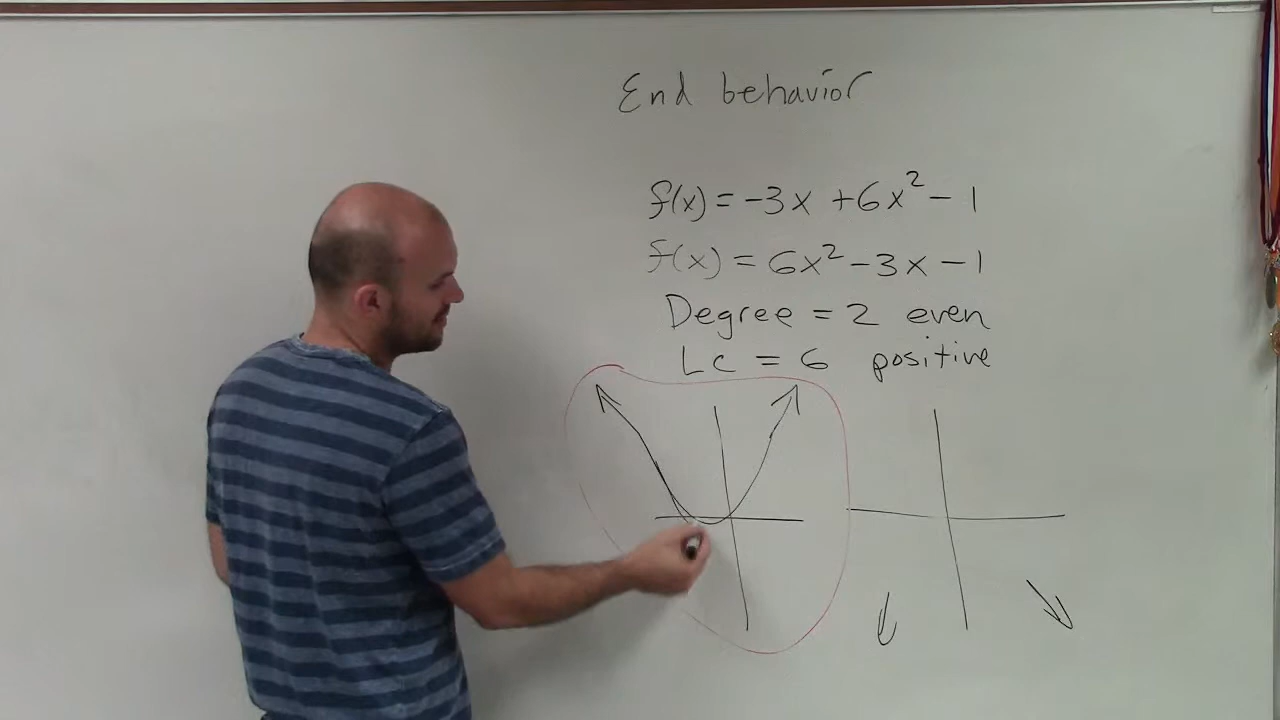 End behavior
f(x) = -3x + 6x² - 1
f(x) = 6x² - 3x - 1
Degree = 2 even
Lc = 6 positive